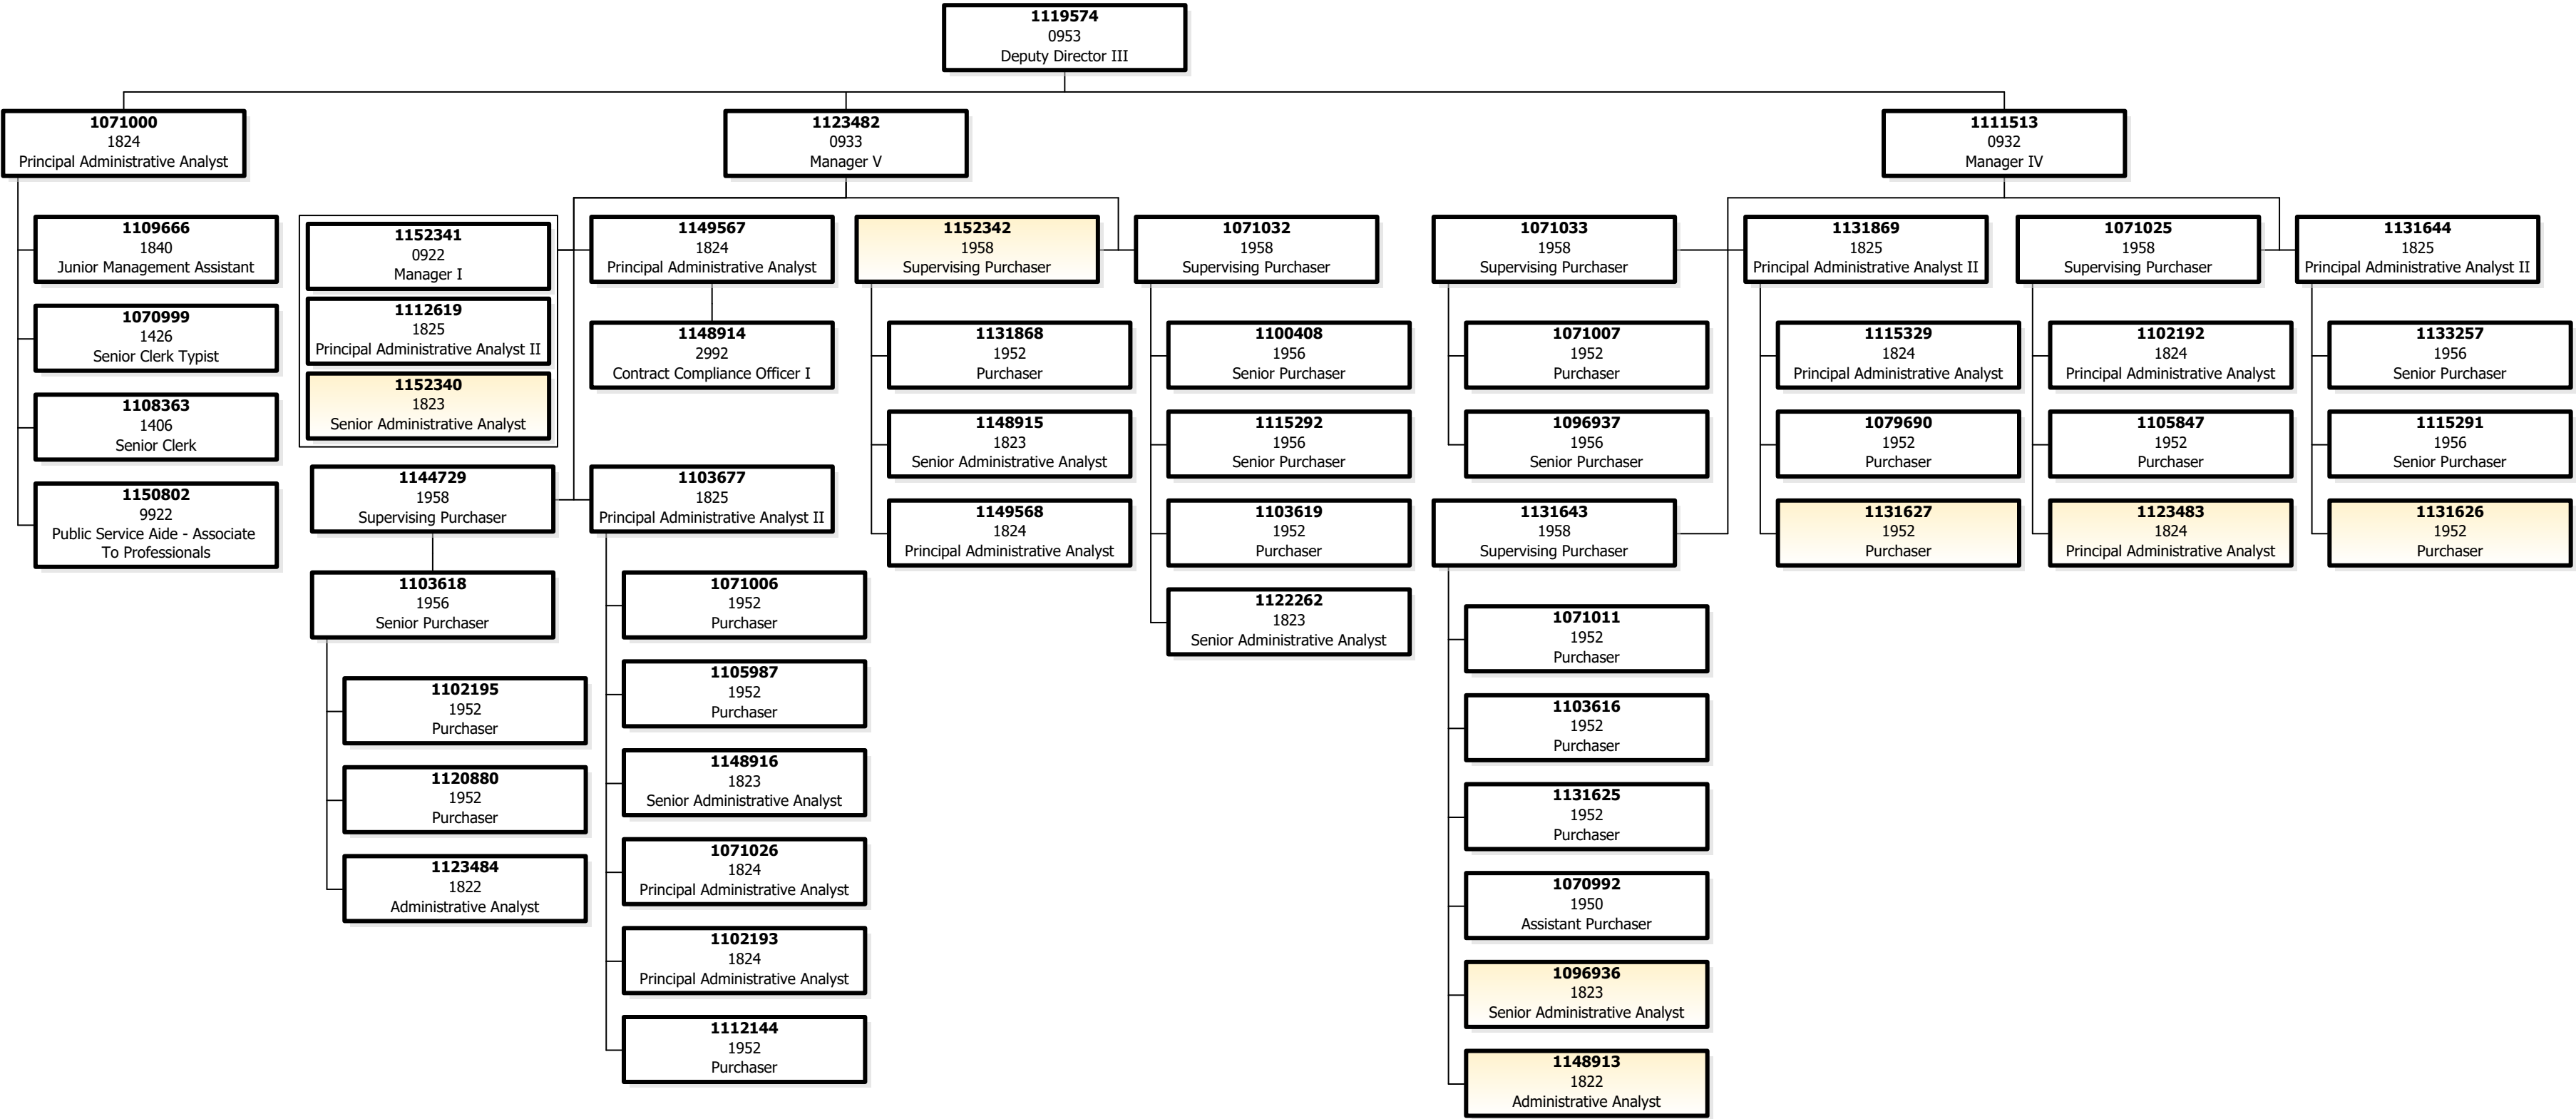 1119574
0953
Deputy Director III
1071000
1824
Principal Administrative Analyst
1123482
0933
Manager V
1111513
0932
Manager IV
1109666
1840
Junior Management Assistant
1070999
1426
Senior Clerk Typist
1108363
1406
Senior Clerk
1150802
9922
Public Service Aide - Associate
To Professionals
1152341
0922
Manager I
1112619
1825
Principal Administrative Analyst II
1152340
1823
Senior Administrative Analyst
1149567
1824
Principal Administrative Analyst
1148914
2992
Contract Compliance Officer I
1144729
1958
Supervising Purchaser
1103618
1956
Senior Purchaser
1102195
1952
Purchaser
1120880
1952
Purchaser
1123484
1822
Administrative Analyst
1103677
1825
Principal Administrative Analyst II
1071006
1952
Purchaser
1105987
1952
Purchaser
1148916
1823
Senior Administrative Analyst
1071026
1824
Principal Administrative Analyst
1102193
1824
Principal Administrative Analyst
1112144
1952
Purchaser
1152342
1958
Supervising Purchaser
1131868
1952
Purchaser
1148915
1823
Senior Administrative Analyst
1149568
1824
Principal Administrative Analyst
1071032
1958
Supervising Purchaser
1100408
1956
Senior Purchaser
1115292
1956
Senior Purchaser
1103619
1952
Purchaser
1122262
1823
Senior Administrative Analyst
1071033
1958
Supervising Purchaser
1071007
1952
Purchaser
1096937
1956
Senior Purchaser
1131643
1958
Supervising Purchaser
1071011
1952
Purchaser
1103616
1952
Purchaser
1131625
1952
Purchaser
1070992
1950
Assistant Purchaser
1096936
1823
Senior Administrative Analyst
1148913
1822
Administrative Analyst
1131869
1825
Principal Administrative Analyst II
1115329
1824
Principal Administrative Analyst
1079690
1952
Purchaser
1131627
1952
Purchaser
1071025
1958
Supervising Purchaser
1102192
1824
Principal Administrative Analyst
1105847
1952
Purchaser
1123483
1824
Principal Administrative Analyst
1131644
1825
Principal Administrative Analyst II
1133257
1956
Senior Purchaser
1115291
1956
Senior Purchaser
1131626
1952
Purchaser